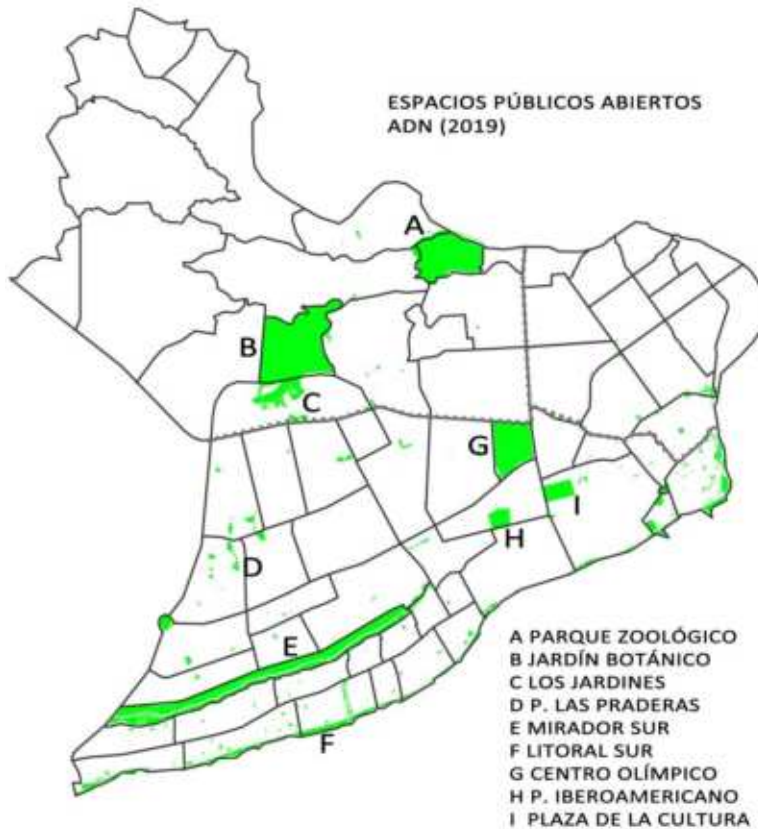 ESPACIOS PÚBLICOS ABIERTOS
ADN (2019)
A
B
C
G
I
H
D
E
F
A PARQUE ZOOLÓGICO
B JARDÍN BOTÁNICO
C LOS JARDINES
D P. LAS PRADERAS
E MIRADOR SUR
F LITORAL SUR
G CENTRO OLÍMPICO
H P. IBEROAMERICANO
I PLAZA DE LA CULTURA